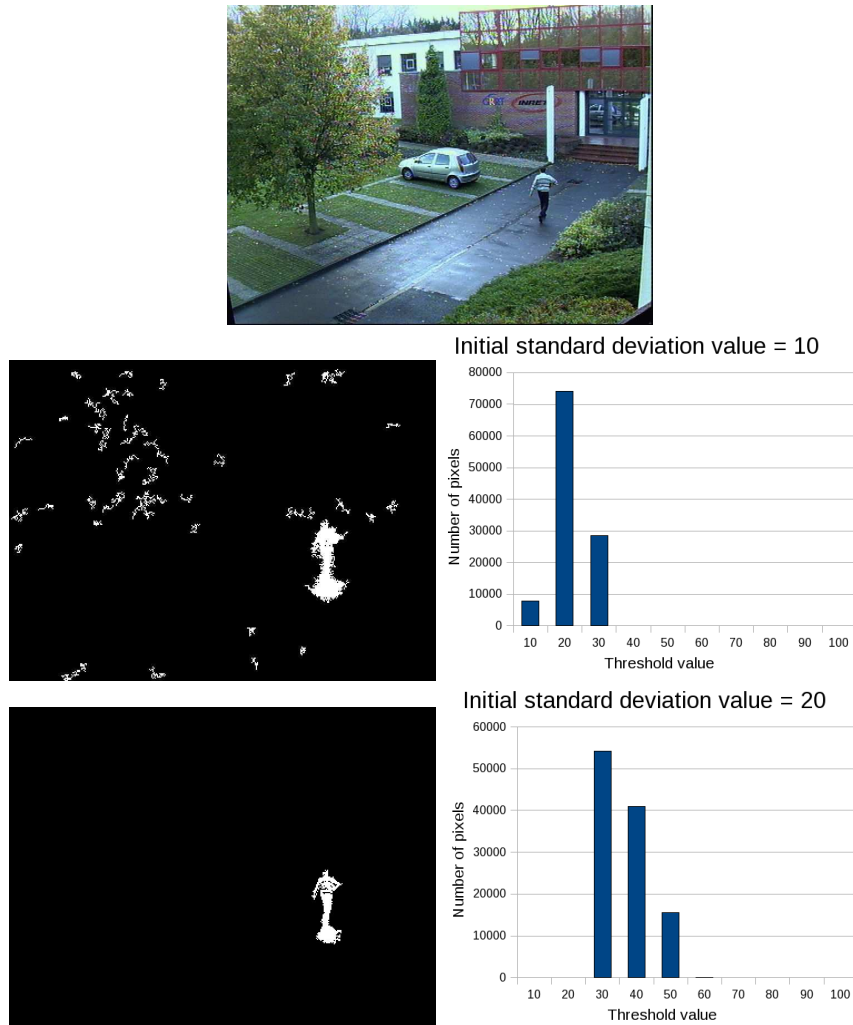 INRET
Initial standard deviation value = 10
80000
70000
60000
50000
40000
30000
20000
10000
0
Number of pixels
10 20 30 40 50 60 70 80 90 100
Threshold value
Initial standard deviation value = 20
60000
50000
40000
30000
20000
10000
0
Number of pixels
10 20 30 40 50 60 70 80 90 100
Threshold value